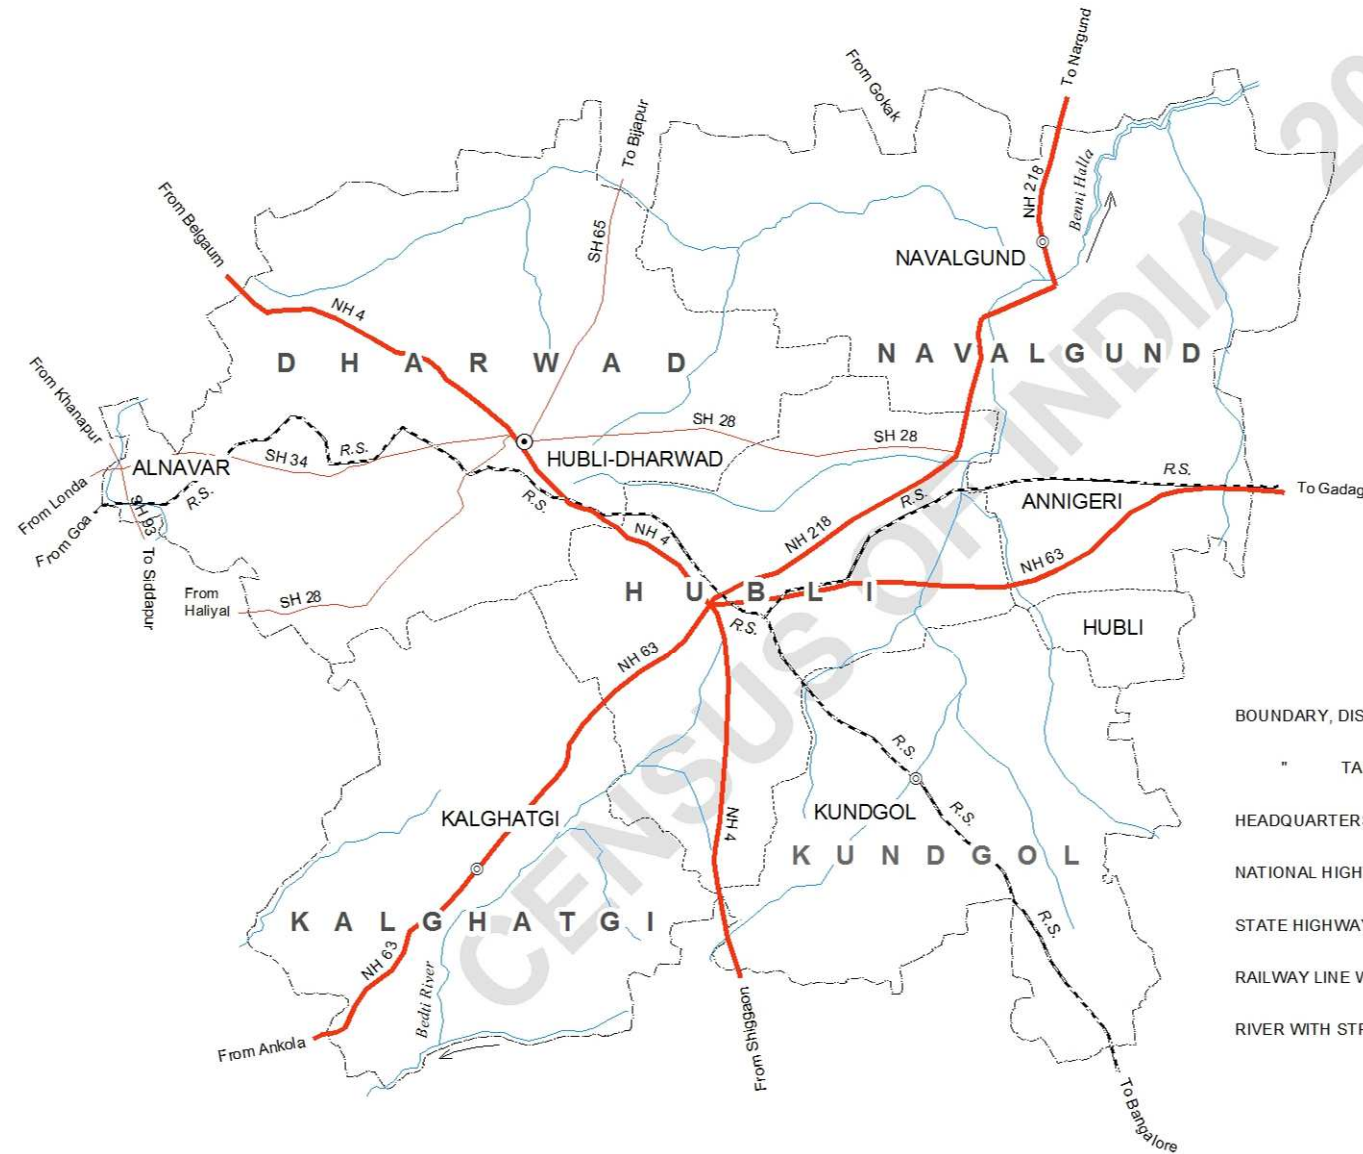 To Nargund
From Gokak
To Bijapur
NH 218
Benni Halla
From Belgaum
SH 65
NAVALGUND
NH 4
D H A R W A D
N A V A L G U N D
From Khanapur
SH 28
SH 28
ALNAVAR
SH 34
R.S.
HUBLI-DHARWAD
R.S.
From Londa
R.S.
R.S.
R.S.
ANNIGERI
To Gadag
SH 93
From Goa
NH 4
NH 218
NH 63
To Siddapur
From
Haliyal
SH 28
H U B L I
R.S.
HUBLI
NH 63
BOUNDARY, DIS
" TA
R.S.
KALGHATGI
NH 4
KUNDGOL
R.S.
HEADQUARTERS
K U N D G O L
NATIONAL HIGH
K A L G H A T G I
R.S.
STATE HIGHWAY
NH 63
RAILWAY LINE W
Bedti River
RIVER WITH STR
From Ankola
From Shiggaon
To Bangalore
CENSUS OF INDIA 20